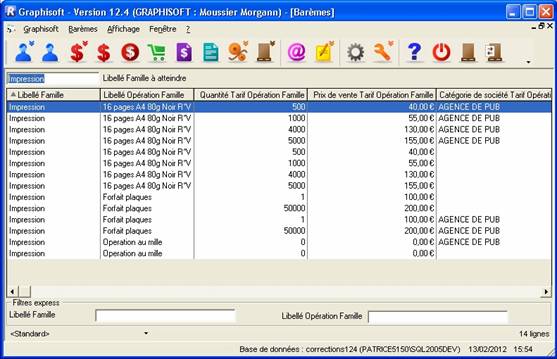 Graphisoft - Version 12.4 (GRAPHISOFT : Moussier Morgann) - [Barèmes]
Graphisoft Barèmes Affichage Fenêtre ?
Impression Libellé Famille à atteindre
Libellé Famille Libellé Opération Famille Quantité Tarif Opération Famille Prix de vente Tarif Opération Famille Catégorie de société Tarif Opérati
Impression 16 pages A4 80g Noir R°V 500 40,00 € AGENCE DE PUB
Impression 16 pages A4 80g Noir R°V 1000 55,00 € AGENCE DE PUB
Impression 16 pages A4 80g Noir R°V 4000 130,00 € AGENCE DE PUB
Impression 16 pages A4 80g Noir R°V 5000 155,00 € AGENCE DE PUB
Impression 16 pages A4 80g Noir R°V 500 40,00 €
Impression 16 pages A4 80g Noir R°V 1000 55,00 €
Impression 16 pages A4 80g Noir R°V 4000 130,00 €
Impression 16 pages A4 80g Noir R°V 5000 155,00 €
Impression Forfait plaques 1 100,00 €
Impression Forfait plaques 50000 200,00 €
Impression Forfait plaques 1 100,00 € AGENCE DE PUB
Impression Forfait plaques 50000 200,00 € AGENCE DE PUB
Impression Operation au mille 0 0,00 € AGENCE DE PUB
Impression Operation au mille 0 0,00 €
Filtres express
Libellé Famille Libellé Opération Famille
<Standard> 14 lignes
Base de données : corrections124 (PATRICE5150\SQL2005DEV) 13/02/2012 15:54